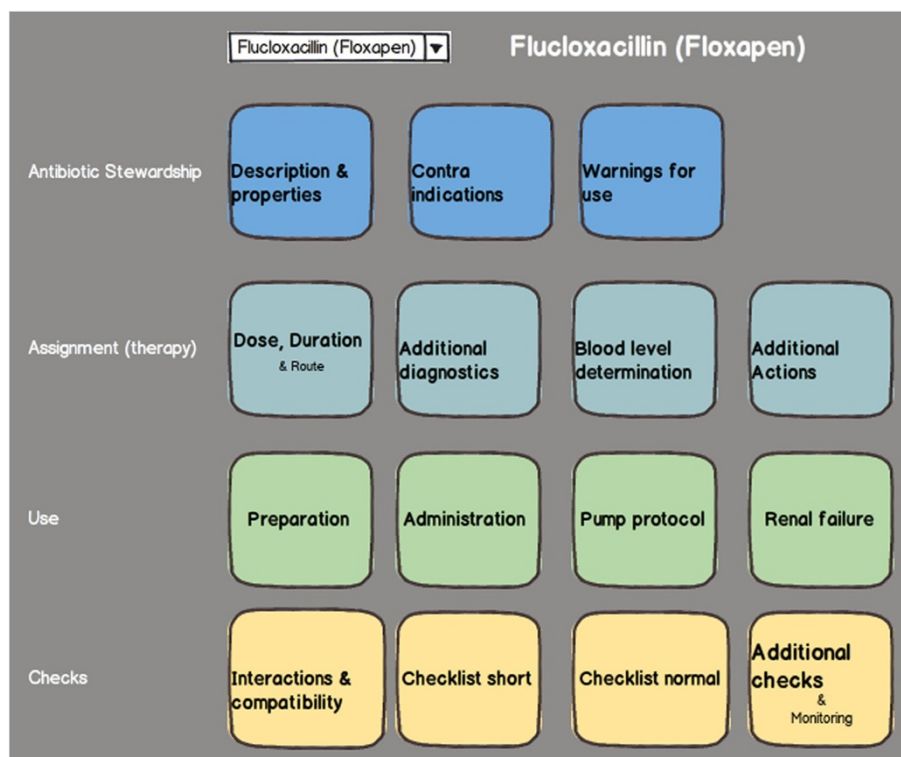 Flucloxacillin (Floxapen)
Flucloxacillin (Floxapen)
Antibiotic Stewardship
Description &
properties
Contra
indications
Warnings for
use
Assignment (therapy)
Dose, Duration
& Route
Additional
diagnostics
Blood level
determination
Additional
Actions
Use
Preparation
Administration
Pump protocol
Renal failure
Checks
Interactions &
compatibility
Checklist short
Checklist normal
Additional
checks
&
Monitoring